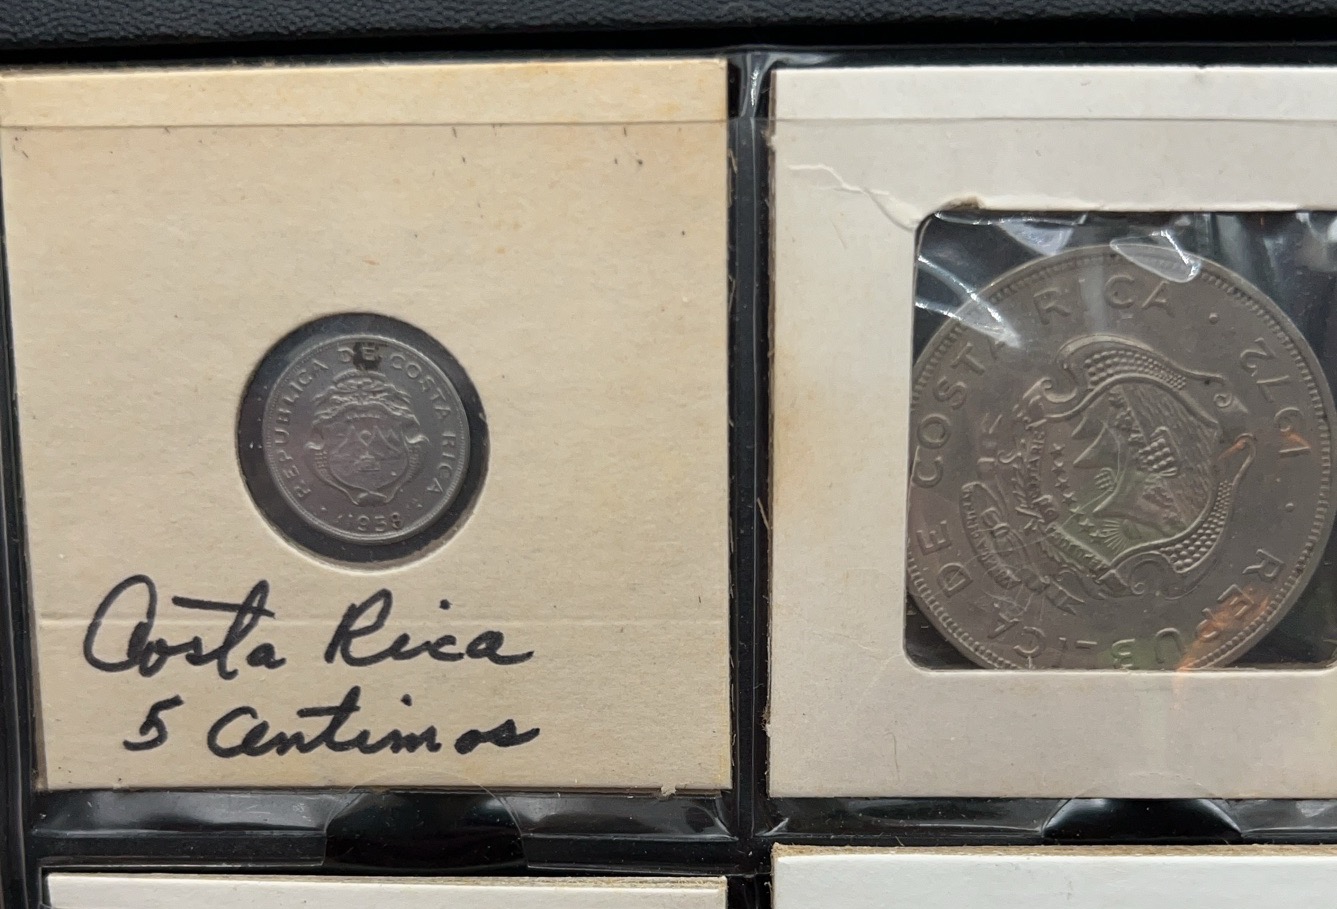 REPUBLICA DE COSTA RICA
1958
Costa Rica
5 Centimos
REPUBLICA DE COSTA RICA
1972